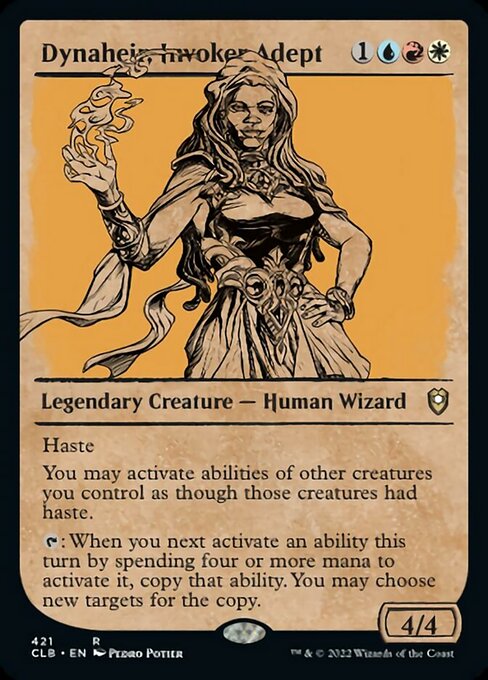 Dynaheir, Invoker Adept 1
Legendary Creature — Human Wizard
Haste
You may activate abilities of other creatures
you control as though those creatures had
haste.
: When you next activate an ability this
turn by spending four or more mana to
activate it, copy that ability. You may choose
new targets for the copy.
4/4
421 R
CLB • EN Pedro Potier
™ & © 2022 Wizards of the Coast